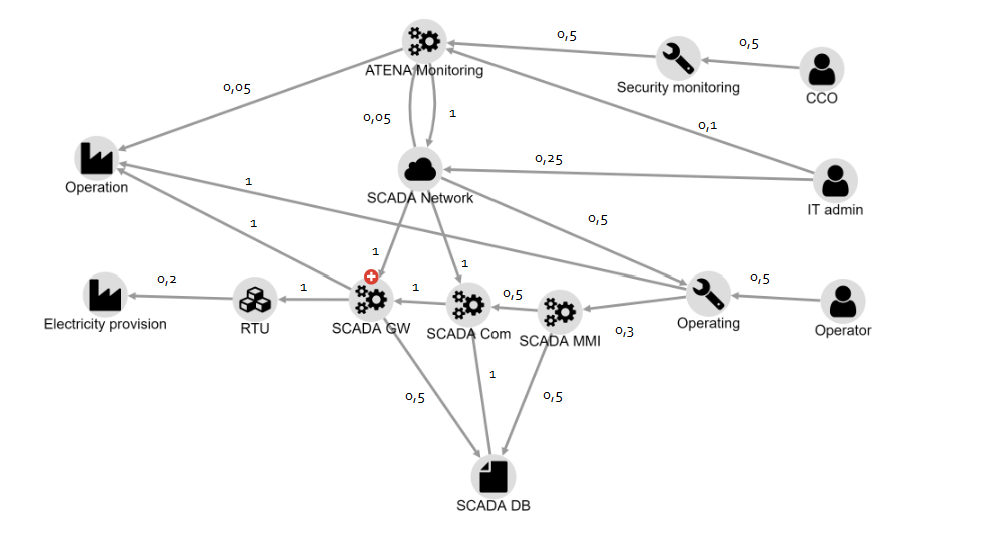 0,5
0,5
ATENA Monitoring
Security monitoring
0,05
CCO
0,05
1
0,1
0,25
Operation
1
SCADA Network
IT admin
1
0,5
1
1
0,2
1
1
0,5
0,5
Electricity provision
RTU
SCADA GW
SCADA Com
SCADA MMI
0,3
Operating
Operator
1
0,5
0,5
SCADA DB